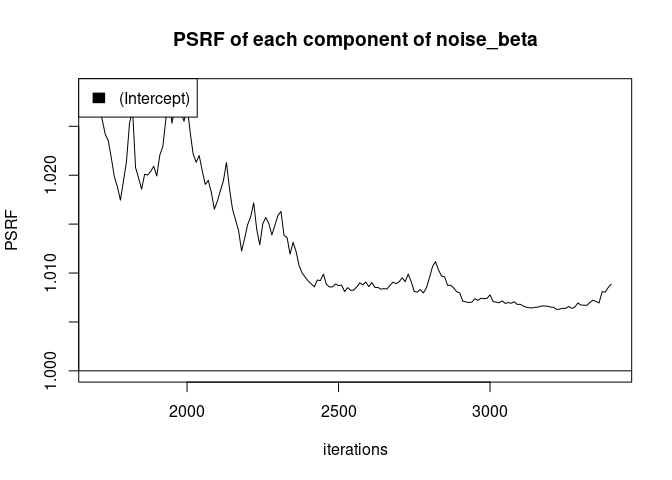 PSRF of each component of noise_beta
(Intercept)
PSRF
1.020
1.010
1.000
2000
2500
3000
iterations